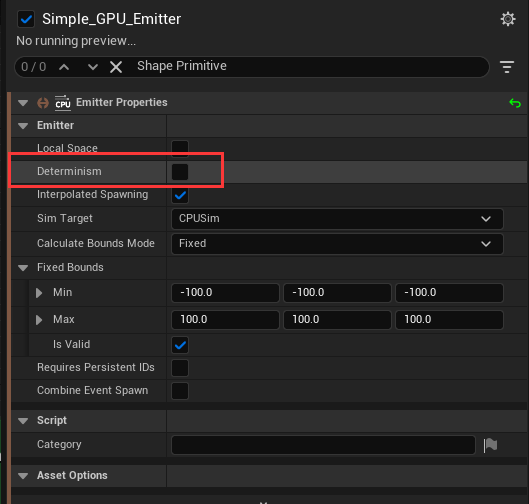 Simple_GPU_Emitter
No running preview...
0 / 0 Shape Primitive
CPU Emitter Properties
Emitter
Local Space
Determinism
Interpolated Spawning
Sim Target CPUSim
Calculate Bounds Mode Fixed
Fixed Bounds
Min -100.0 -100.0 -100.0
Max 100.0 100.0 100.0
Is Valid
Requires Persistent IDs
Combine Event Spawn
Script
Category
Asset Options